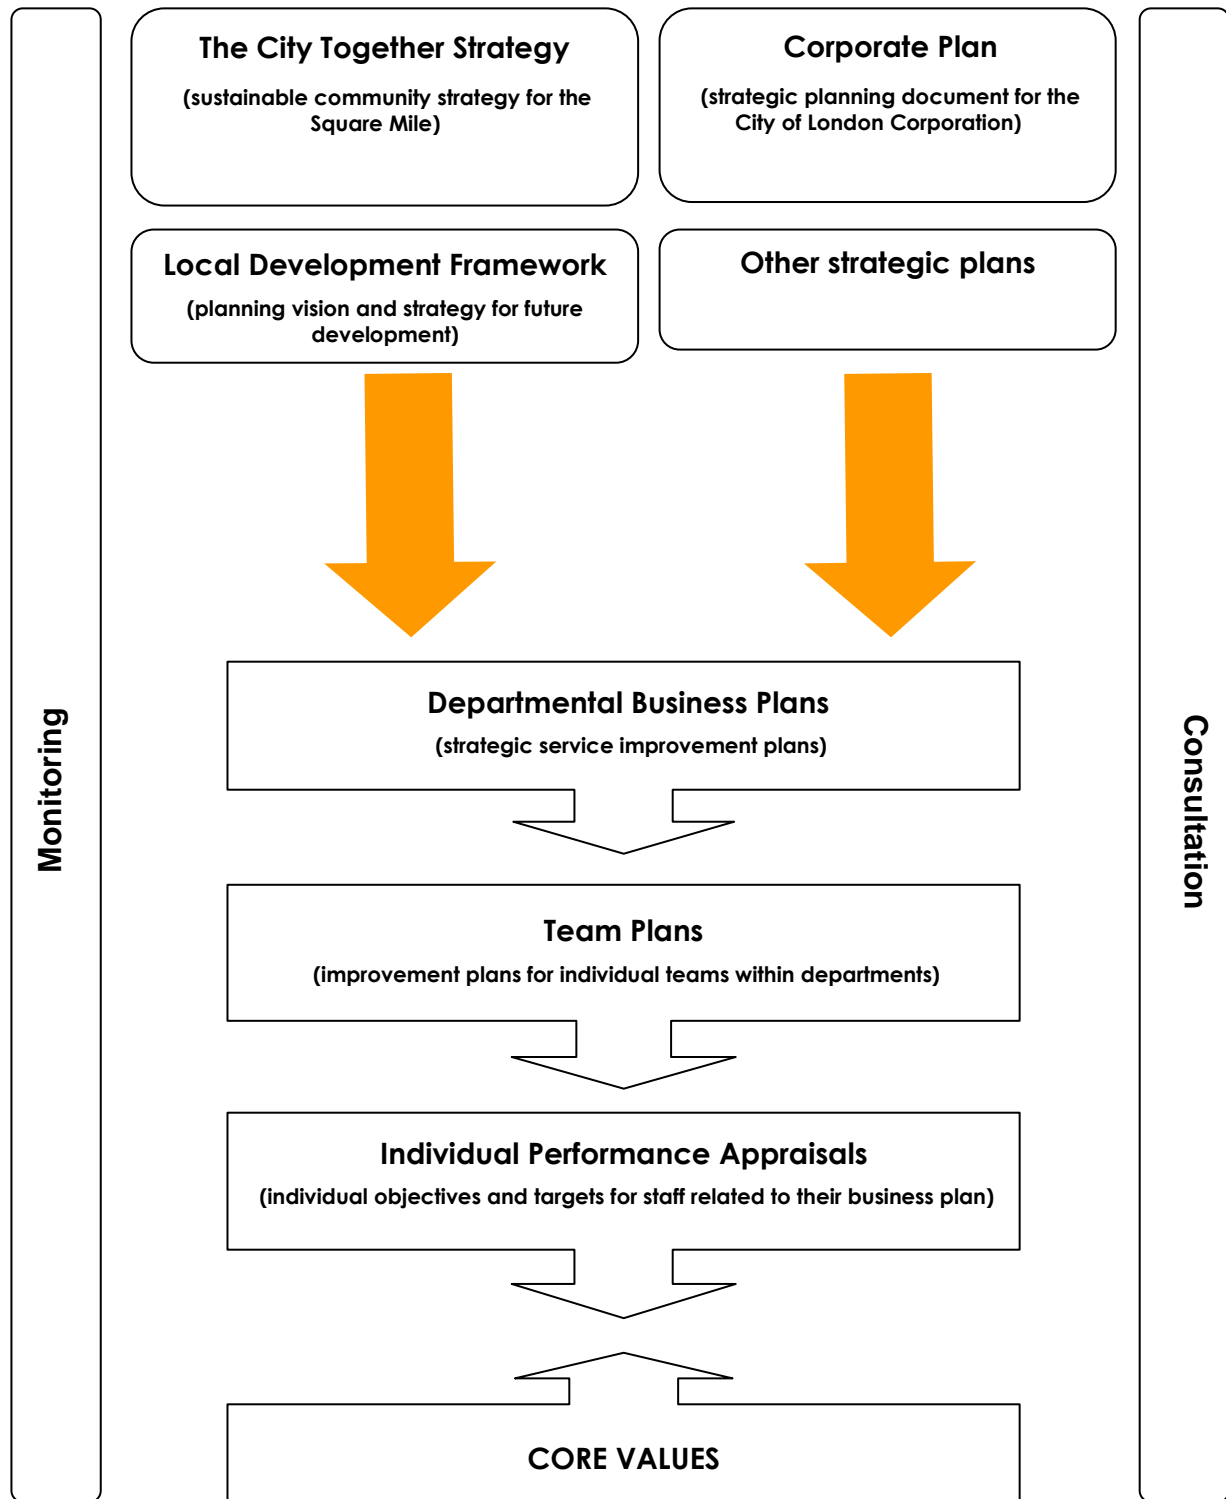 The City Together Strategy
(sustainable community strategy for the
Square Mile)
Corporate Plan
(strategic planning document for the
City of London Corporation)
Local Development Framework
(planning vision and strategy for future
development)
Other strategic plans
Monitoring
Consultation
Departmental Business Plans
(strategic service improvement plans)
Team Plans
(improvement plans for individual teams within departments)
Individual Performance Appraisals
(individual objectives and targets for staff related to their business plan)
CORE VALUES